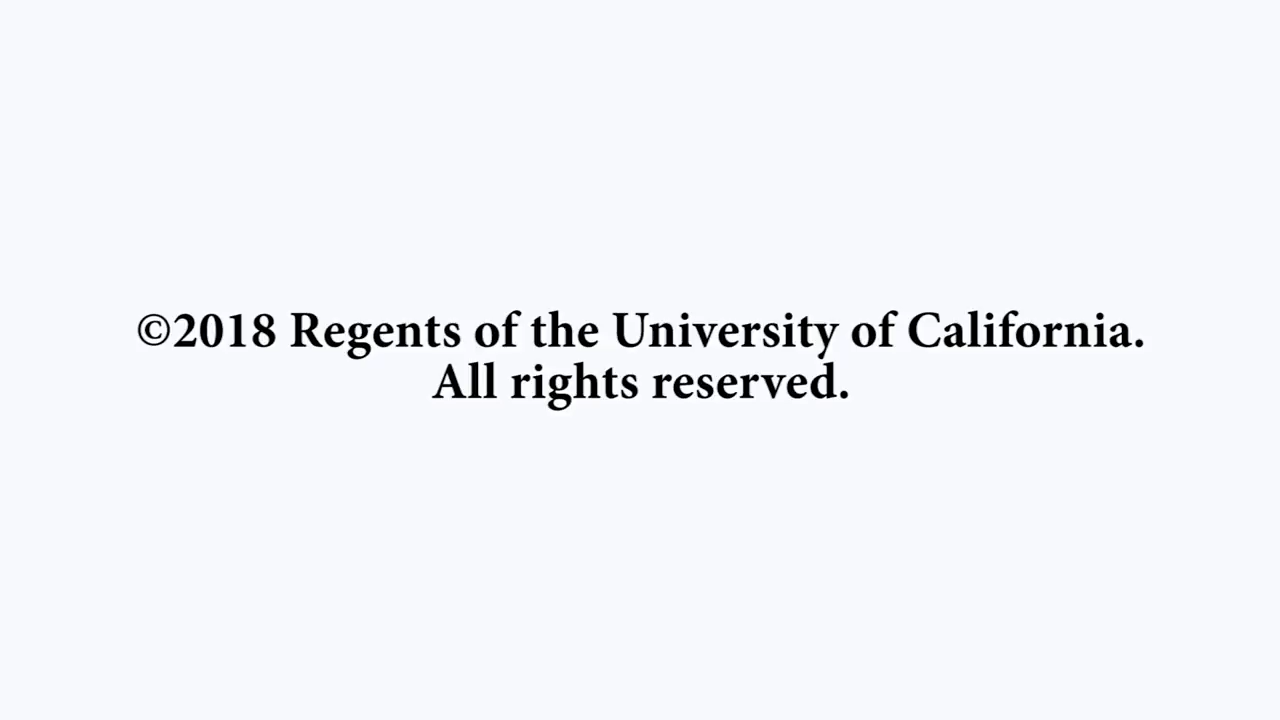 ©2018 Regents of the University of California.
All rights reserved.